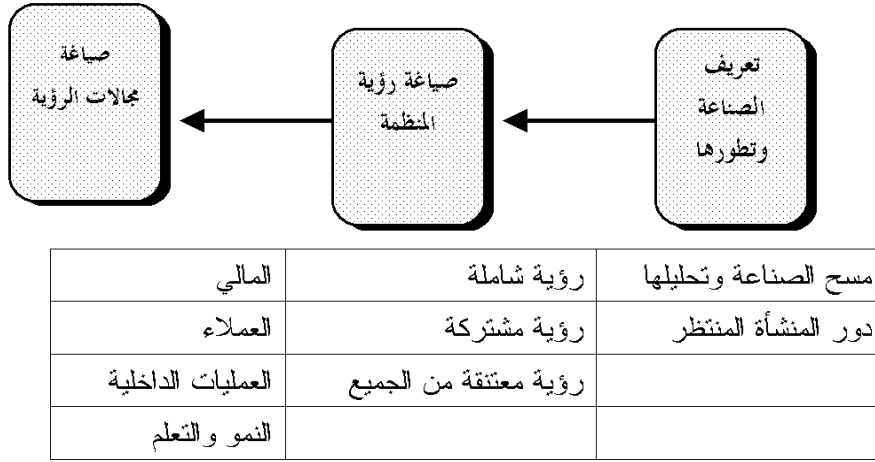 تعريف
الصناعة
وتطورها
صياغة رؤية
المنظمة
صياغة
مجالات الرؤية
مسح الصناعة وتحليلها
رؤية شاملة
المالي
دور المنشأة المنتظر
رؤية مشتركة
العملاء
رؤية معتنقة من الجميع
العمليات الداخلية
النمو والتعلم